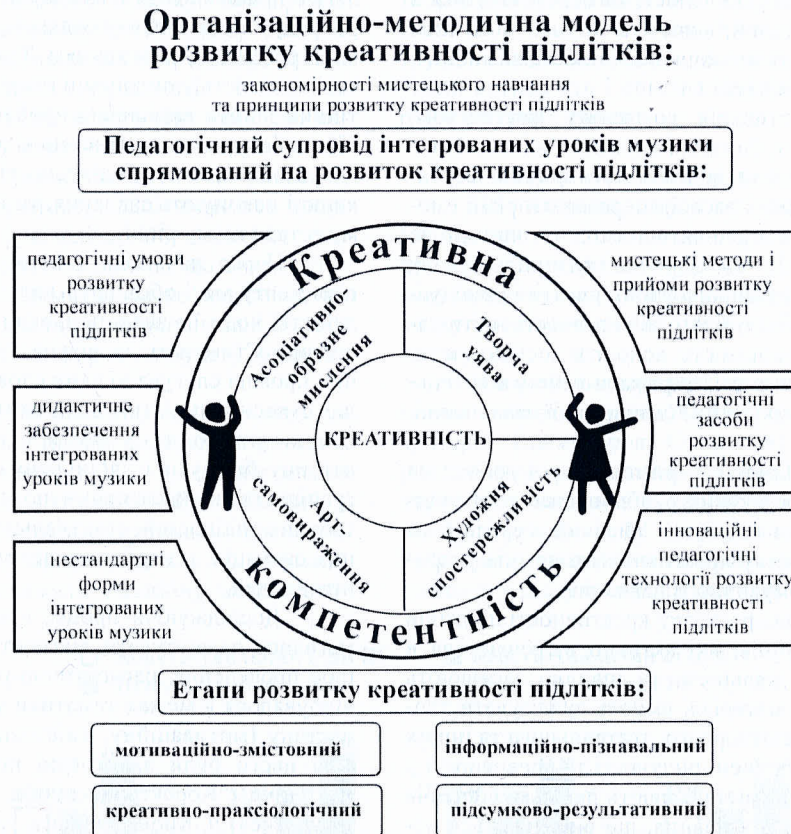 Організаційно-методична модель
розвитку креативності підлітків:
закономірності мистецького навчання
та принципи розвитку креативності підлітків
Педагогічний супровід інтегрованих уроків музики
спрямований на розвиток креативності підлітків:
педагогічні умови
розвитку
креативності
підлітків
дидактичне
забезпечення
інтегрованих
уроків музики
нестандартні
форми
інтегрованих
уроків музики
Креативна
Асоціативно-
образне
мислення
Творча
уява
КРЕАТИВНІСТЬ
Арт-
самовираження
Художня
спостережливість
компетентність
мистецькі методи і
прийоми розвитку
креативності
підлітків
педагогічні
засоби
розвитку
креативності
підлітків
інноваційні
педагогічні
технології розвитку
креативності
підлітків
Етапи розвитку креативності підлітків:
мотиваційно-змістовний
інформаційно-пізнавальний
креативно-праксіологічний
підсумково-результативний